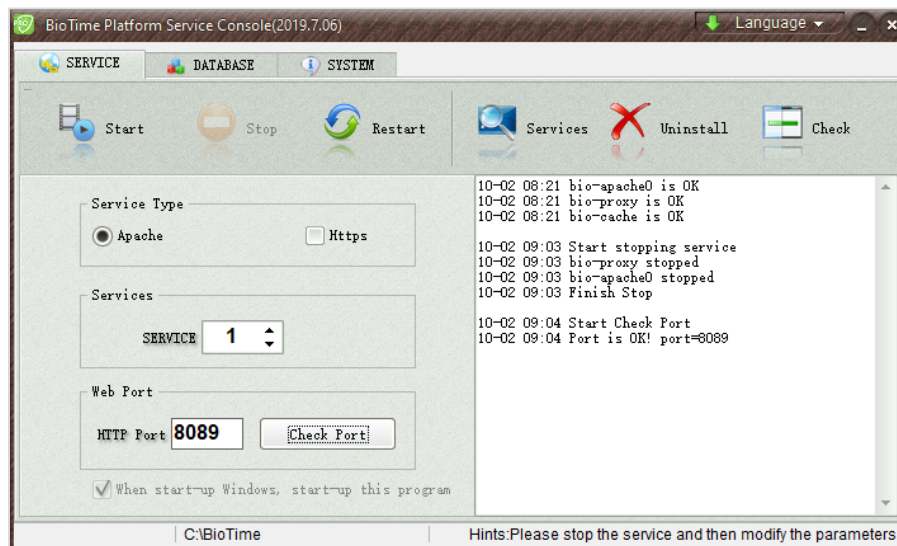 BioTime Platform Service Console(2019.7.06)
Language
SERVICE
DATABASE
SYSTEM
Start
Stop
Restart
Services
Uninstall
Check
Service Type
Apache
Https
Services
SERVICE 1
Web Port
HTTP Port 8089
Check Port
When start-up Windows, start-up this program
10-02 08:21 bio-apache0 is OK
10-02 08:21 bio-proxy is OK
10-02 08:21 bio-cache is OK
10-02 09:03 Start stopping service
10-02 09:03 bio-proxy stopped
10-02 09:03 bio-apache0 stopped
10-02 09:03 Finish Stop
10-02 09:04 Start Check Port
10-02 09:04 Port is OK! port=8089
C:\BioTime
Hints:Please stop the service and then modify the parameters